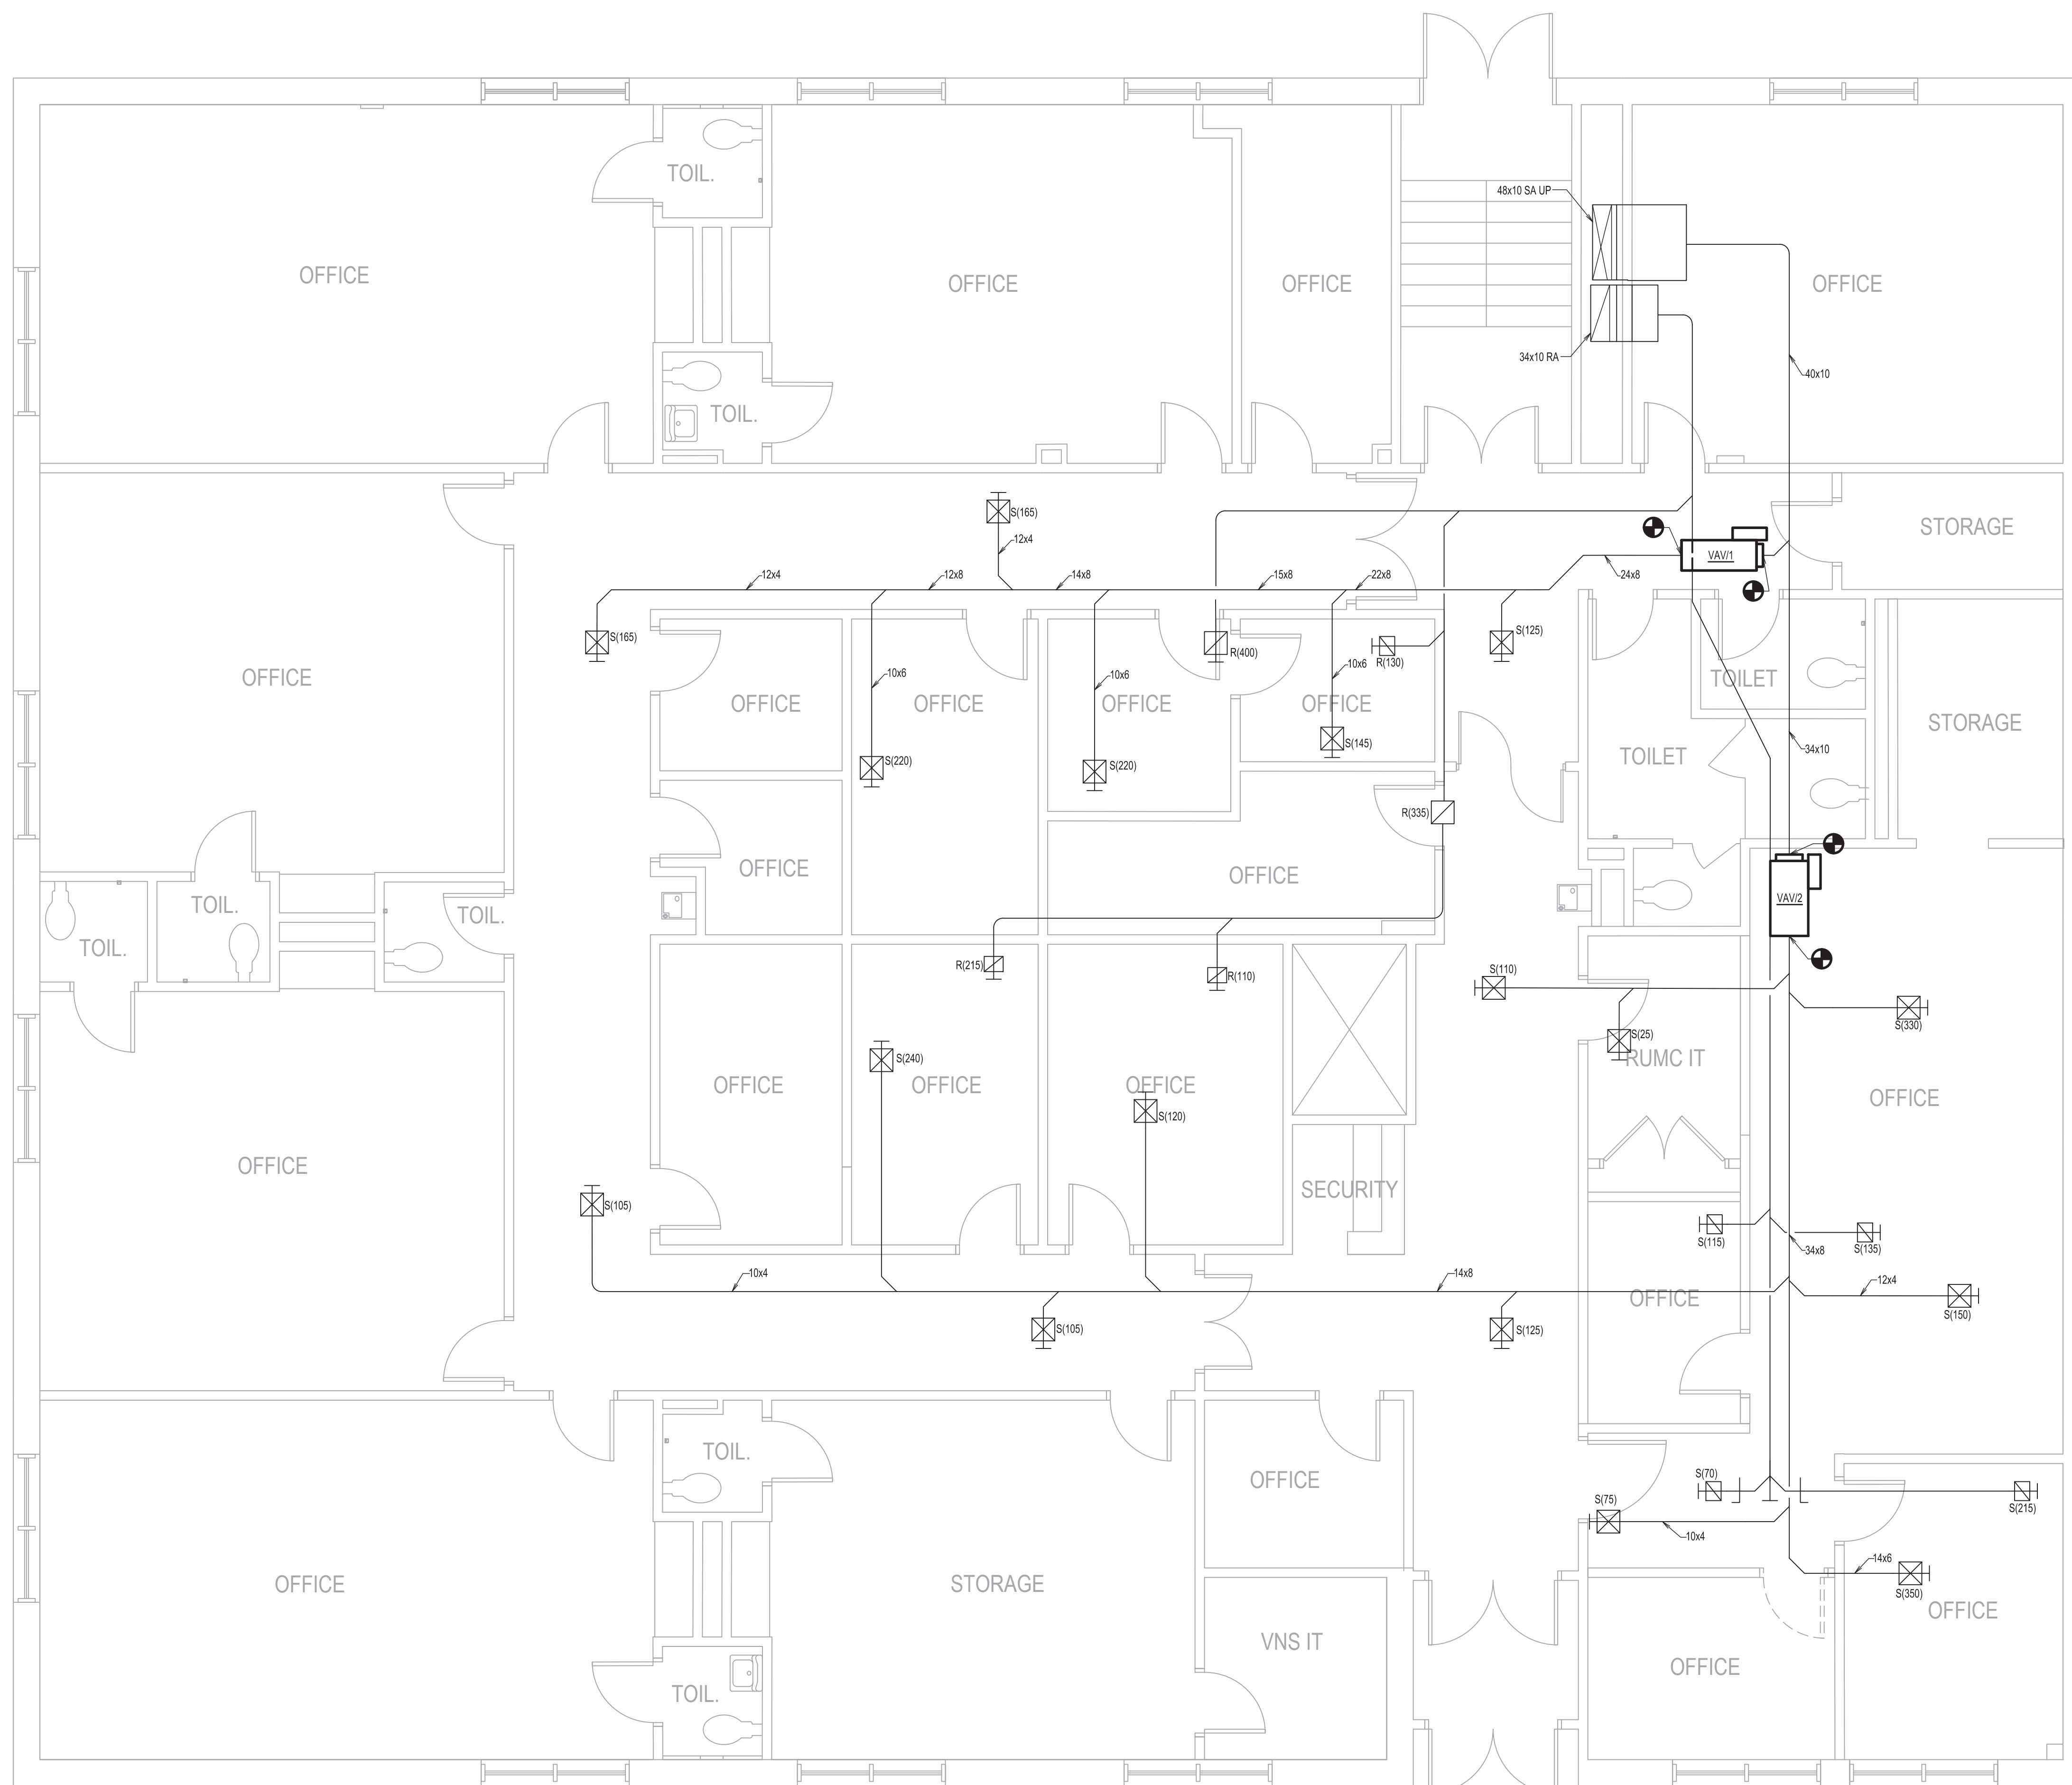 TOIL.
48x10 SA UP
OFFICE
OFFICE
OFFICE
OFFICE
34x10 RA
40x10
TOIL.
S(165)
STORAGE
12x4
VAV/1
12x4
12x8
14x8
15x8
22x8
24x8
S(165)
S(125)
R(400)
R(130)
10x6
10x6
10x6
OFFICE
TOILET
OFFICE
OFFICE
OFFICE
OFFICE
STORAGE
S(145)
34x10
TOILET
S(220)
S(220)
R(335)
OFFICE
OFFICE
VAV/2
TOIL.
TOIL.
TOIL.
R(215)
R(110)
S(110)
S(330)
S(25)
RUMC IT
S(240)
OFFICE
OFFICE
OFFICE
OFFICE
S(120)
OFFICE
SECURITY
S(105)
S(115)
S(135)
34x8
10x4
14x8
12x4
OFFICE
S(150)
S(105)
S(125)
TOIL.
OFFICE
S(70)
S(75)
S(215)
10x4
14x6
S(350)
OFFICE
STORAGE
OFFICE
VNS IT
OFFICE
TOIL.